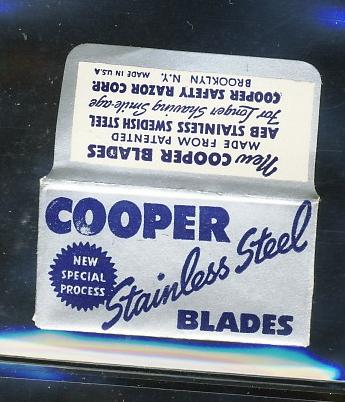 New COOPER BLADES
MADE FROM PATENTED
AEB STAINLESS SWEDISH STEEL
For Longer Shaving Smile-age
COOPER SAFETY RAZOR CORP.
BROOKLYN N.Y. MADE IN U.S.A
COOPER
Stainless Steel
BLADES
NEW
SPECIAL
PROCESS